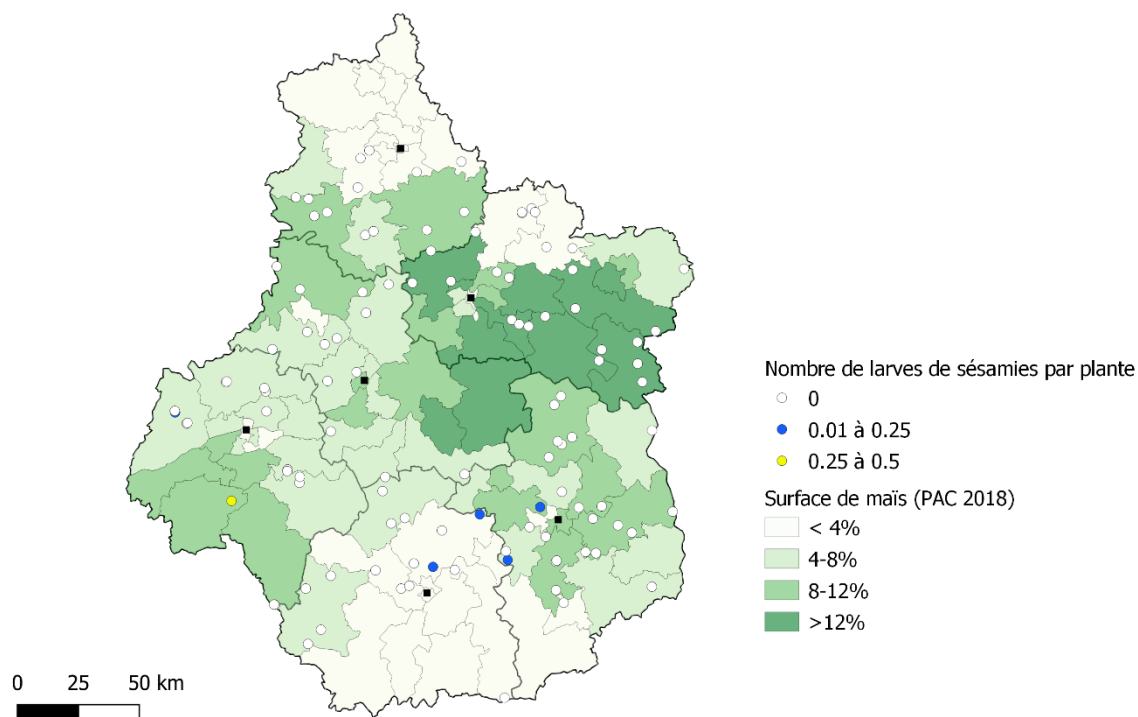 Nombre de larves de sésamies par plante
0
0.01 à 0.25
0.25 à 0.5
Surface de maïs (PAC 2018)
< 4%
4-8%
8-12%
>12%
0 25 50 km